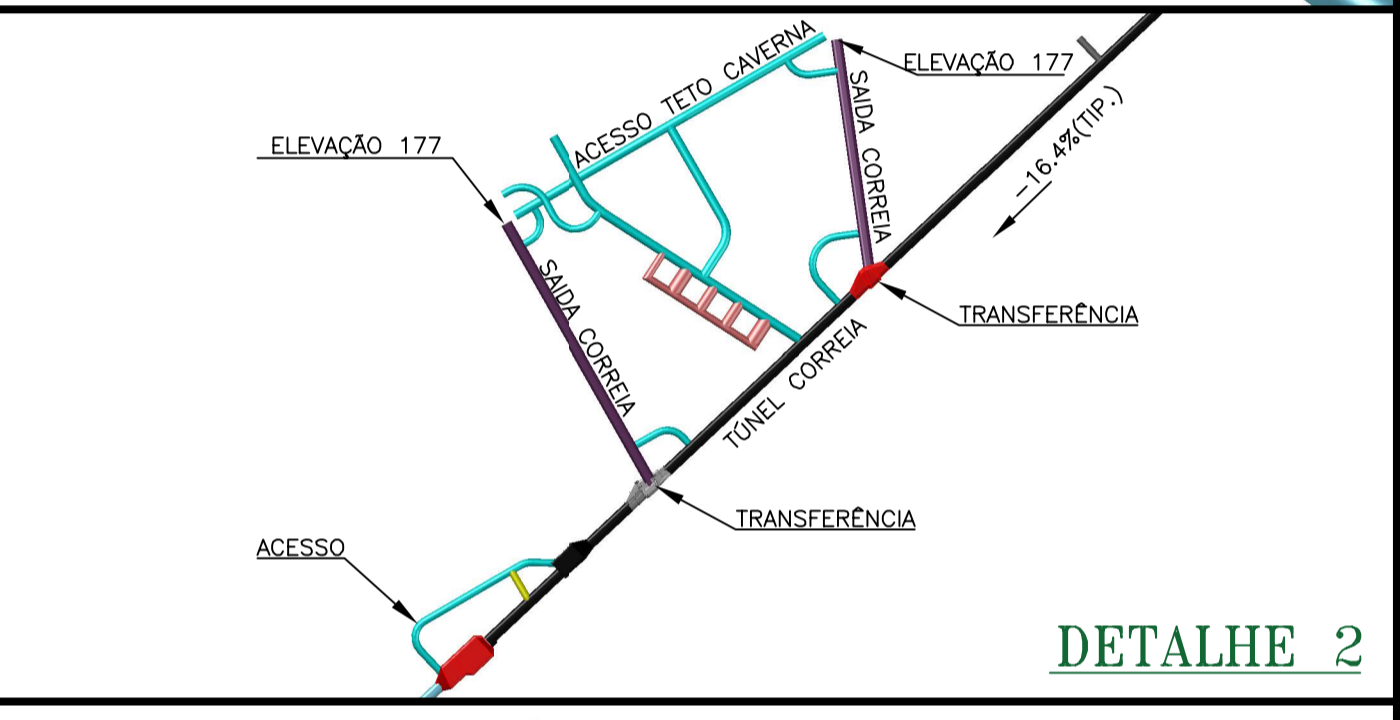 ACESSO TETO CAVERNA
ELEVAÇÃO 177
SAIDA CORREIA
-16.4%(TIP.)
ELEVAÇÃO 177
SAIDA CORREIA
TRANSFERÊNCIA
TÚNEL CORREIA
TRANSFERÊNCIA
ACESSO
DETALHE 2